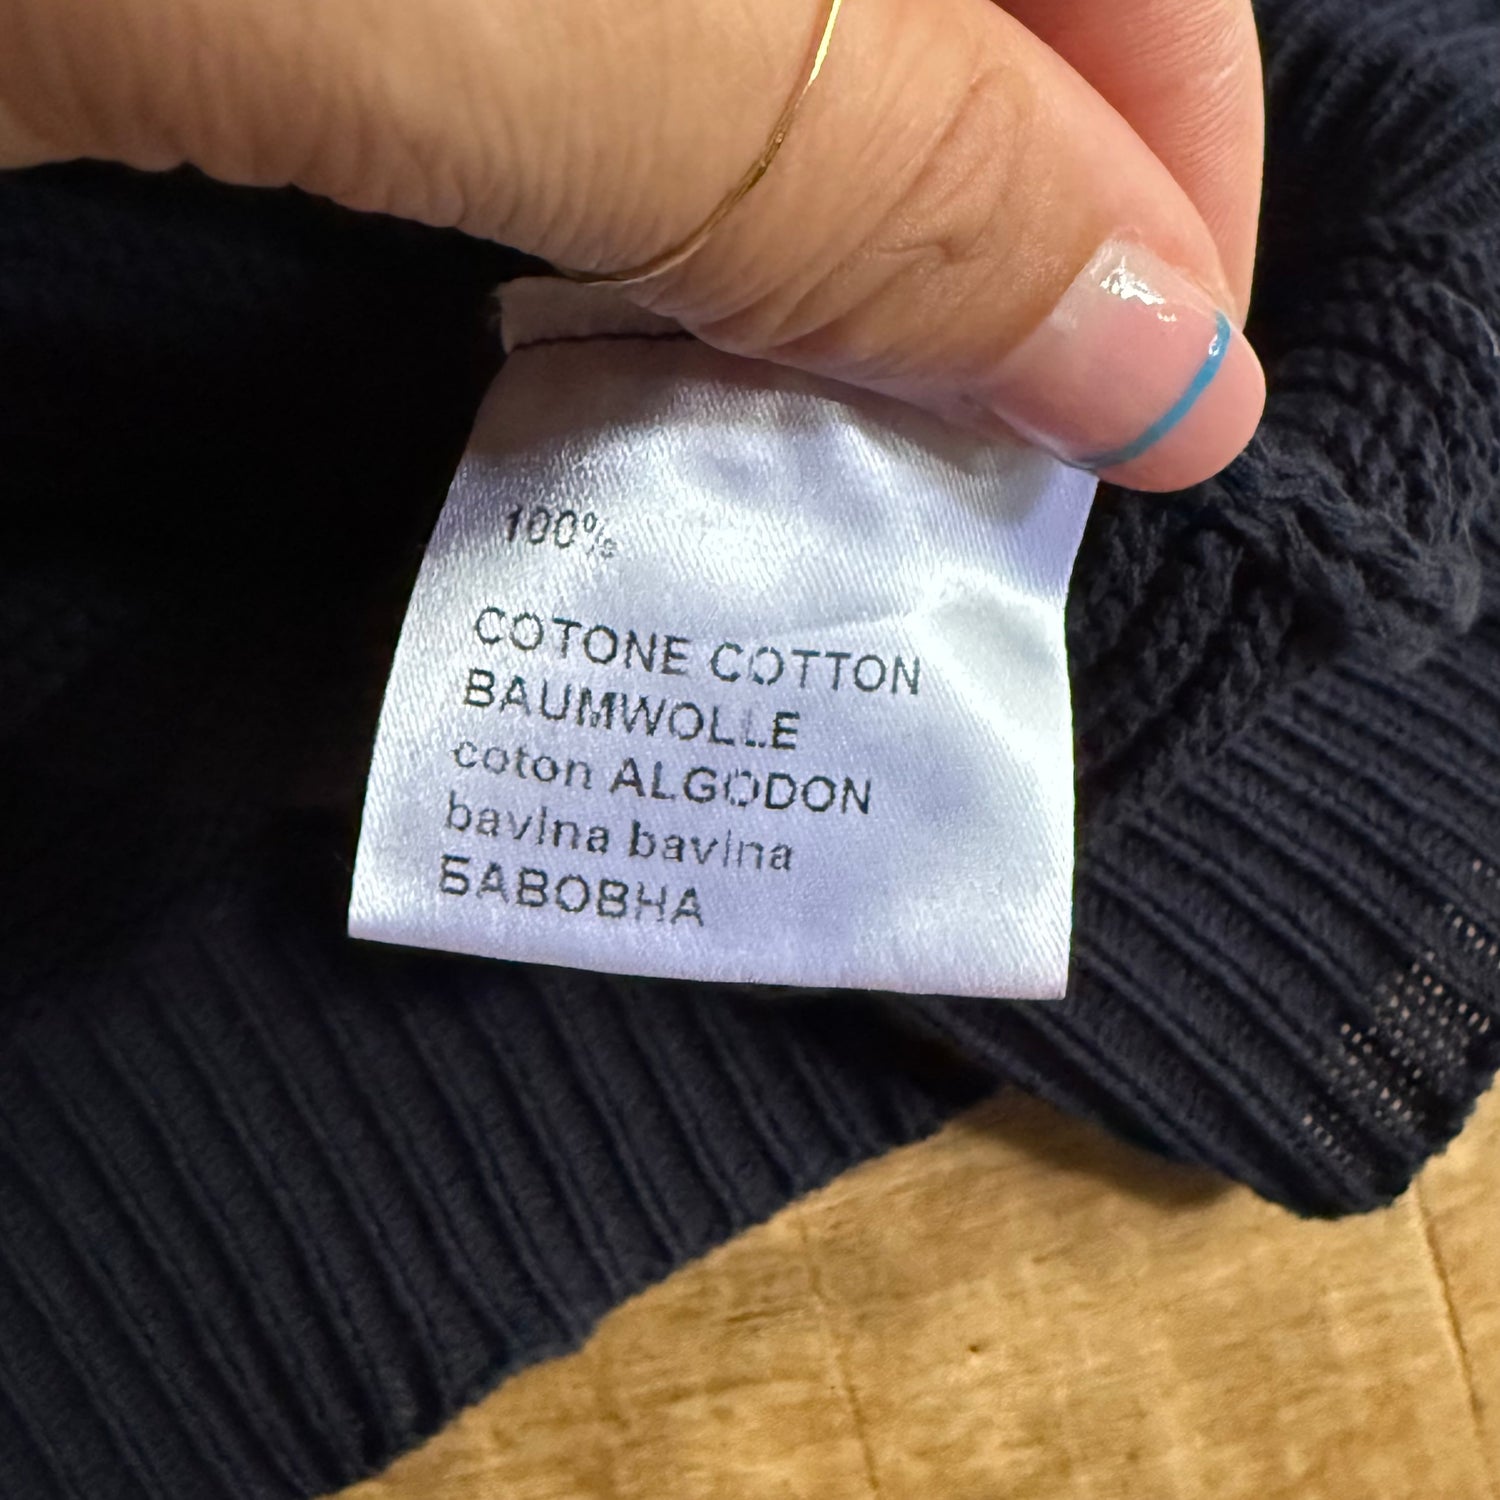 100%
COTONE COTTON
BAUMWOLLE
coton ALGODON
bavlna bavlna
БАВОВНА